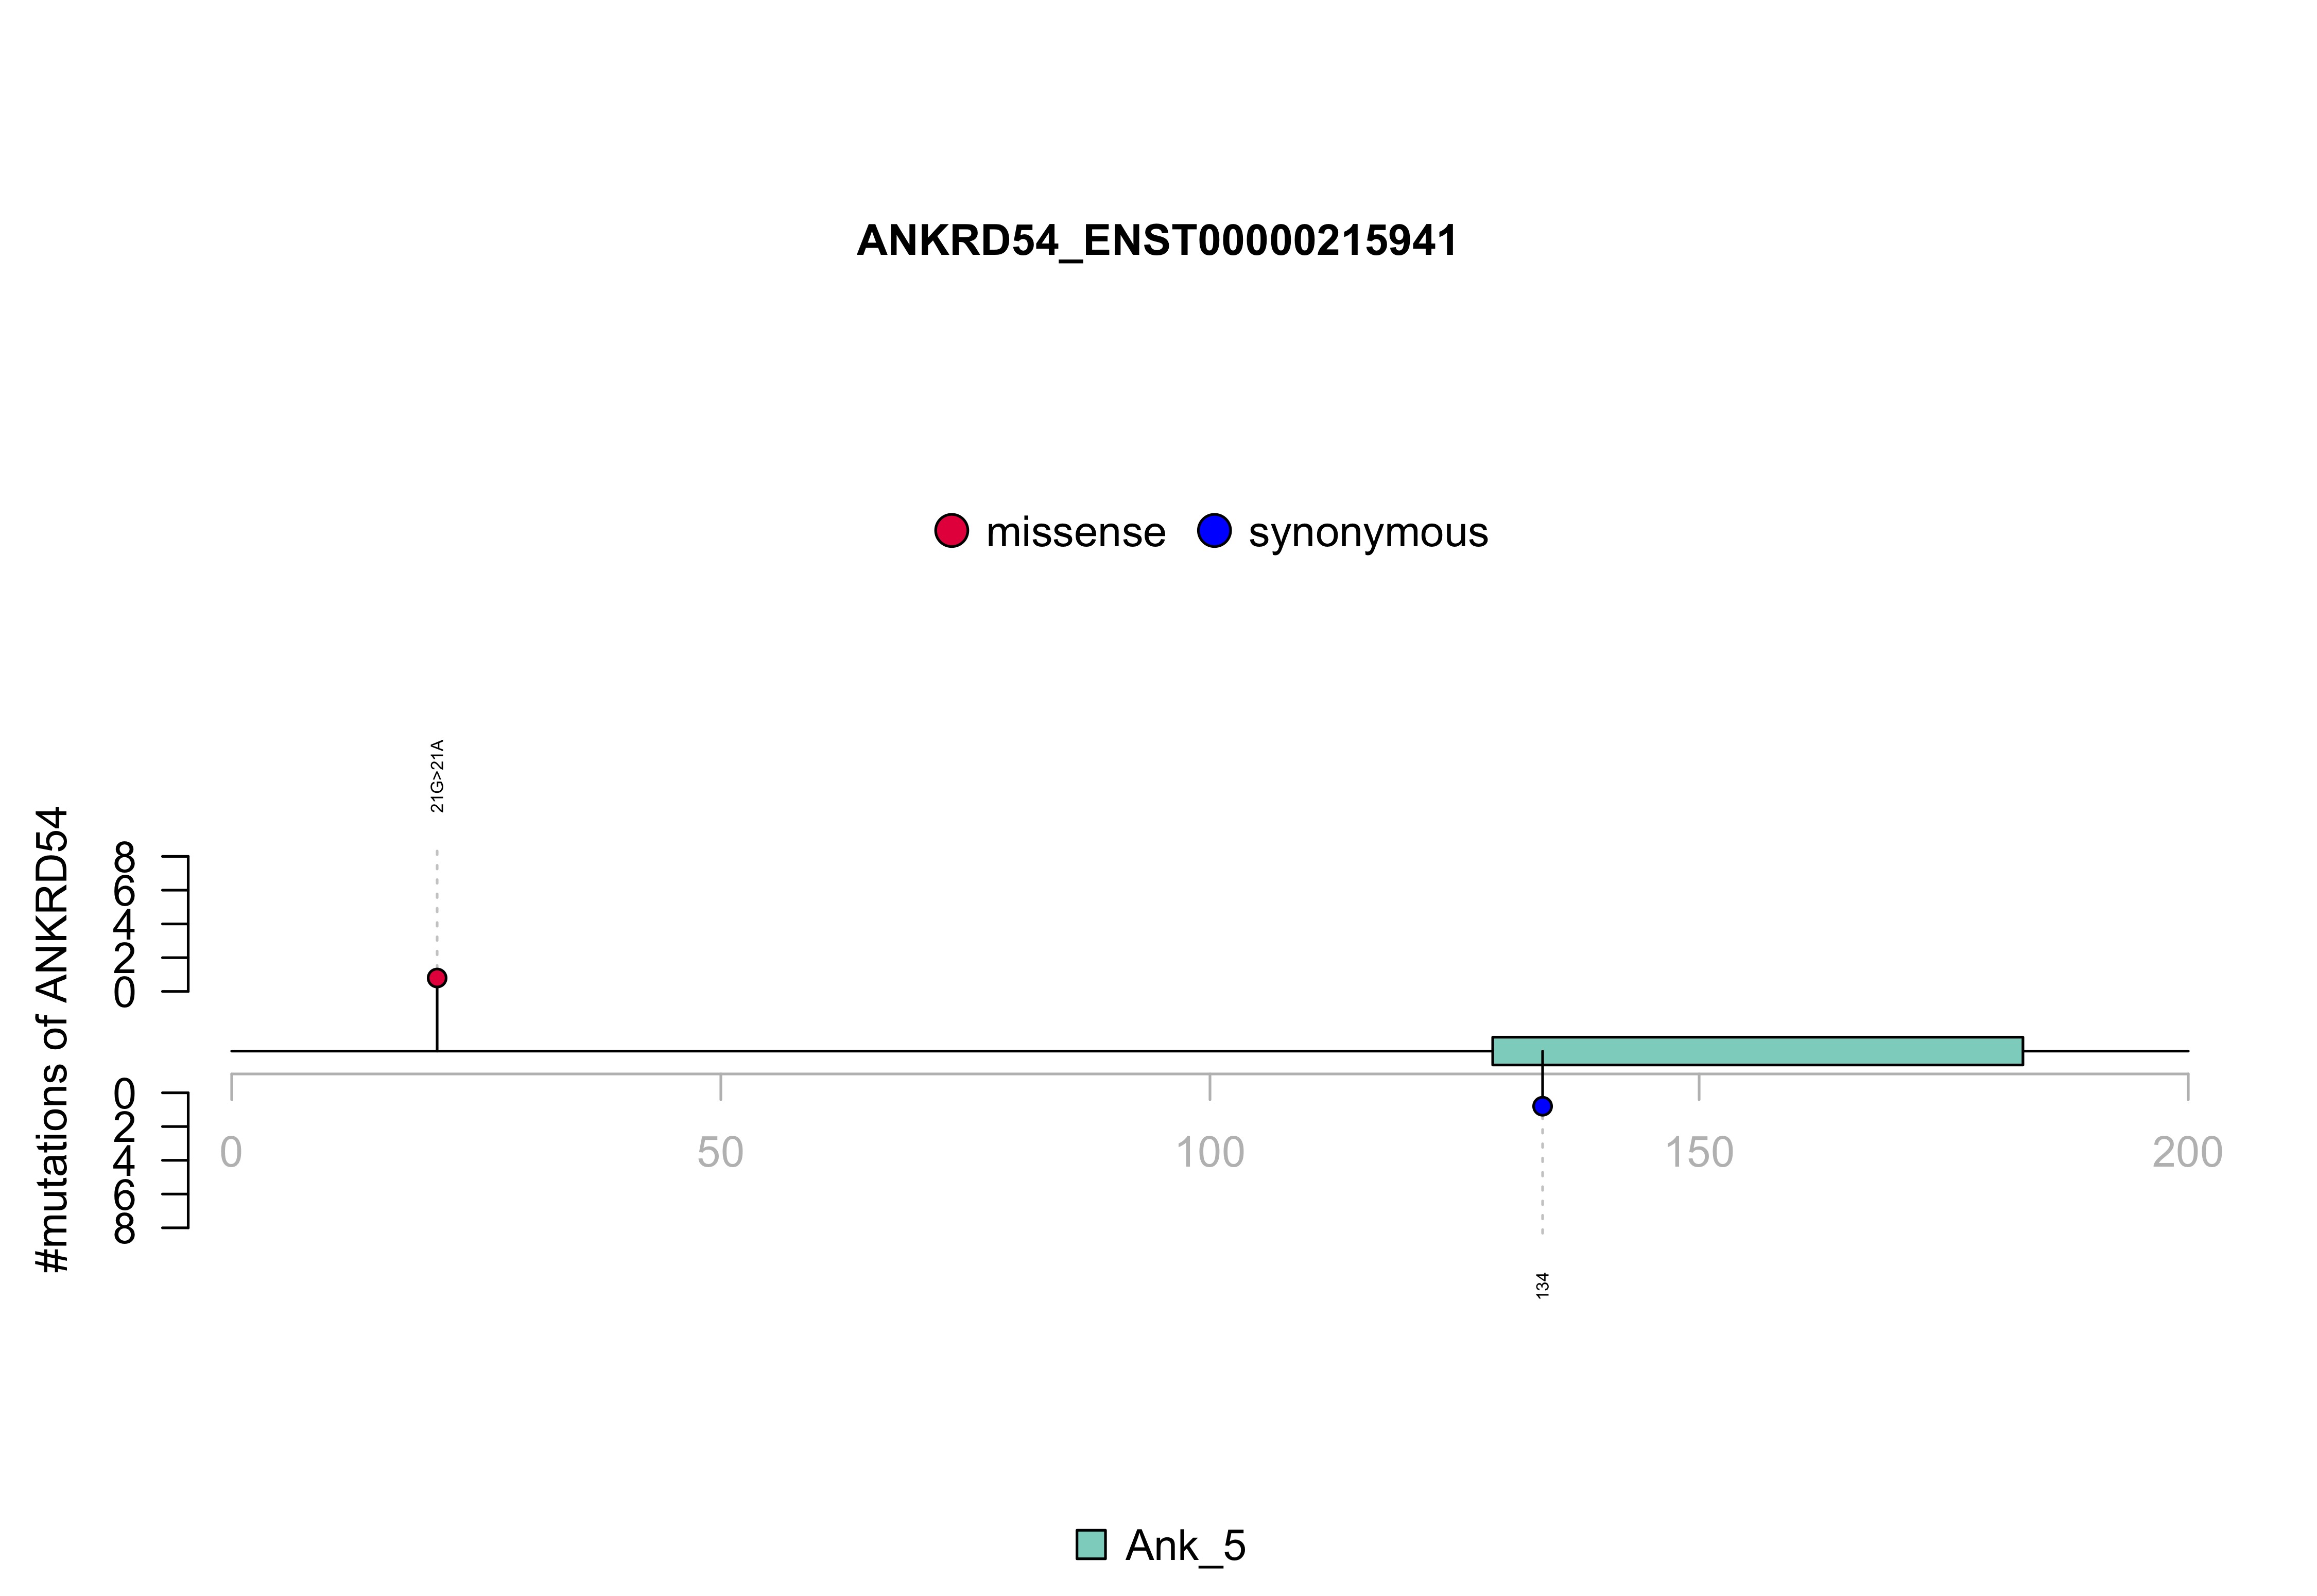 ANKRD54_ENST00000215941
missense synonymous
21G>21A
#mutations of ANKRD54
8
6
4
2
0
0
2
4
6
8
0 50 100 150 200
134
Ank_5